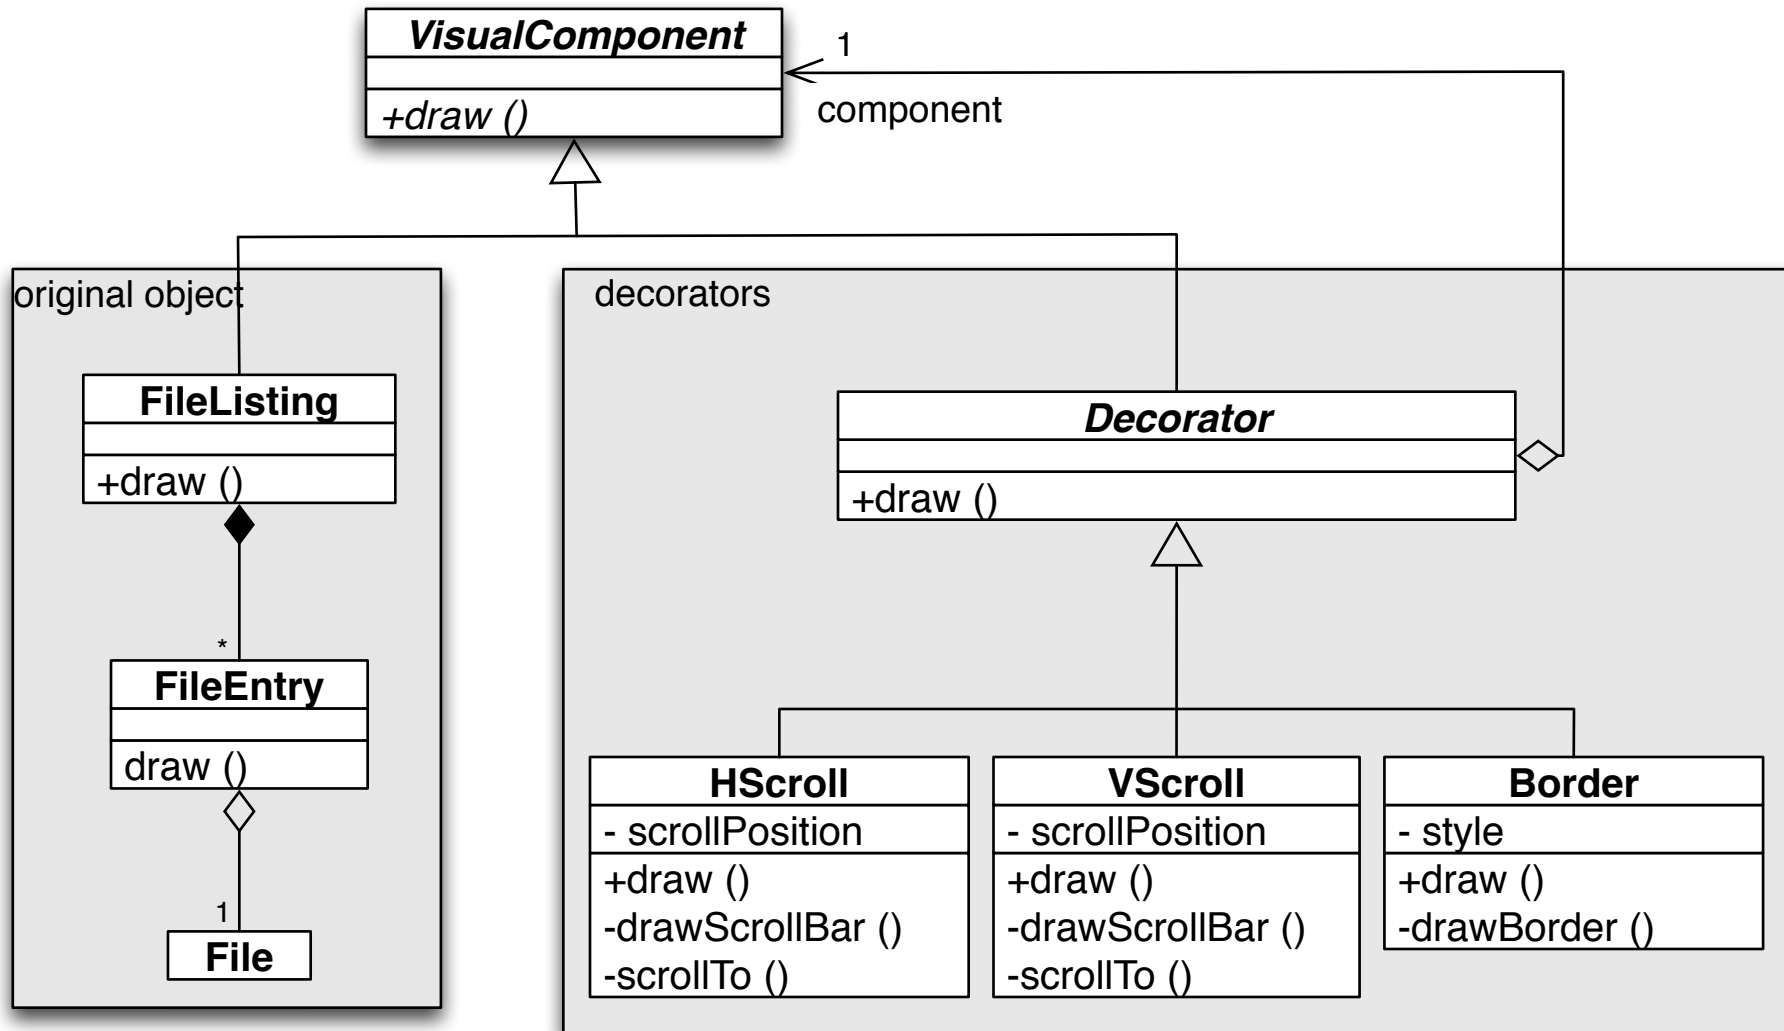 VisualComponent
+draw ()
1
component
original object
FileListing
+draw ()
*
FileEntry
draw ()
1
File
decorators
Decorator
+draw ()
HScroll
- scrollPosition
+draw ()
-drawScrollBar ()
-scrollTo ()
VScroll
- scrollPosition
+draw ()
-drawScrollBar ()
-scrollTo ()
Border
- style
+draw ()
-drawBorder ()